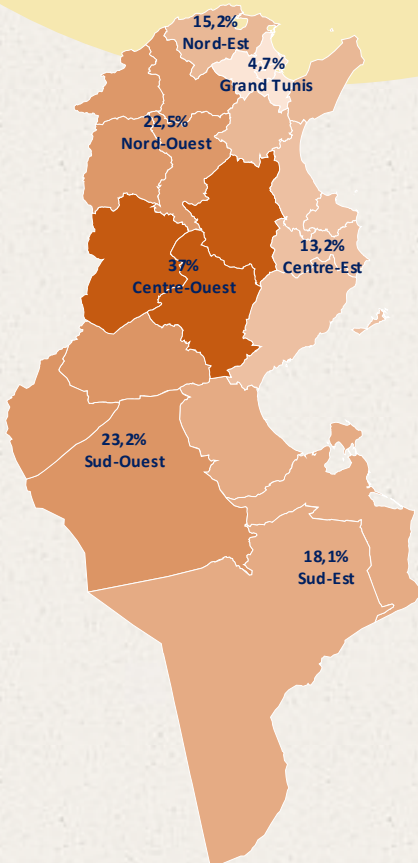 15,2%
Nord-Est
4,7%
Grand Tunis
22,5%
Nord-Ouest
13,2%
Centre-Est
37%
Centre-Ouest
23,2%
Sud-Ouest
18,1%
Sud-Est